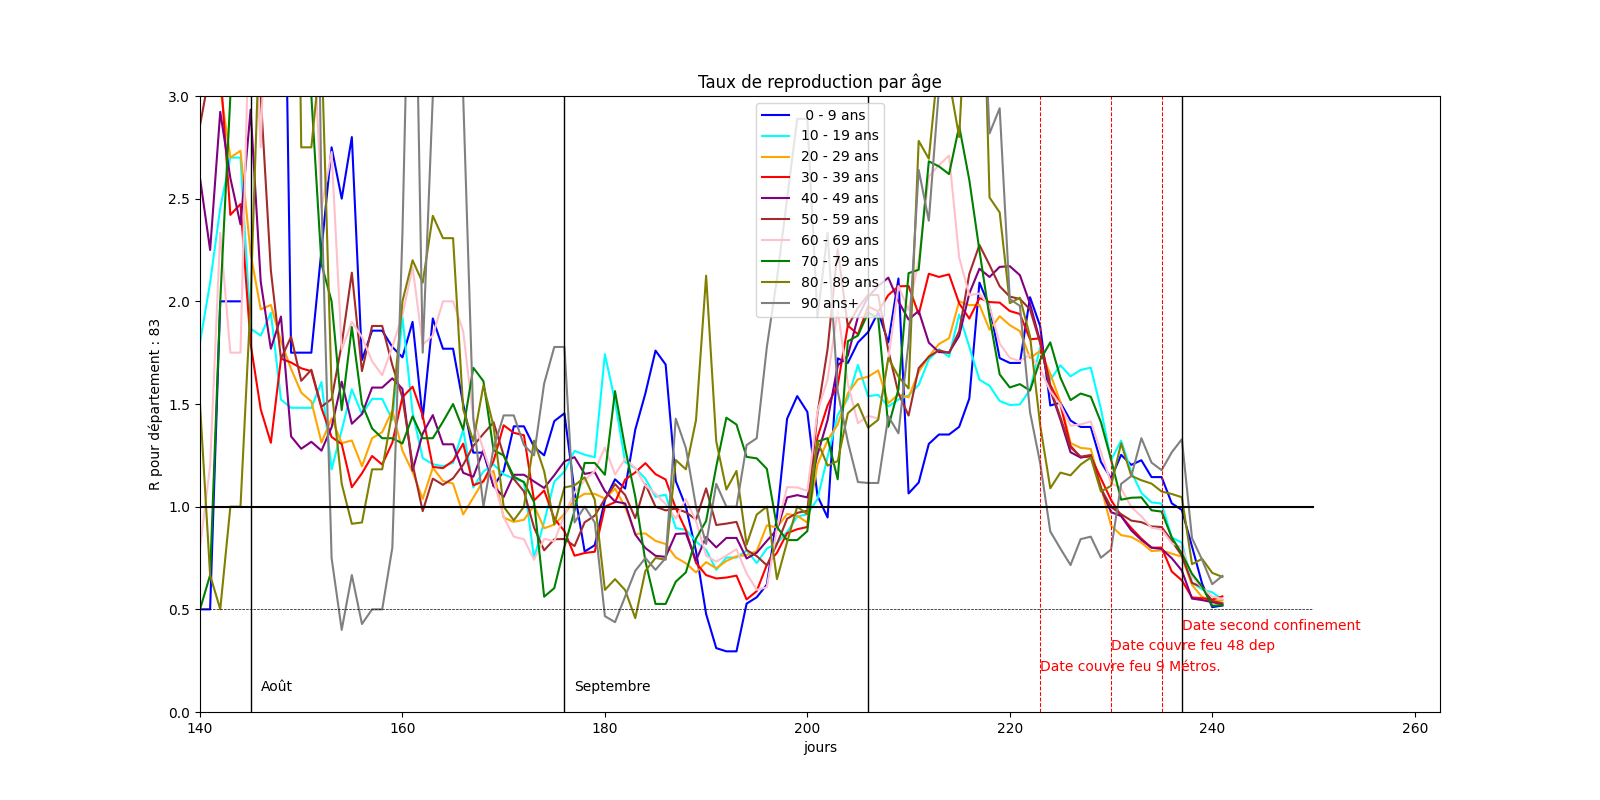 Taux de reproduction par âge
R pour département : 83
3.0
2.5
2.0
1.5
1.0
0.5
0.0
0 - 9 ans
10 - 19 ans
20 - 29 ans
30 - 39 ans
40 - 49 ans
50 - 59 ans
60 - 69 ans
70 - 79 ans
80 - 89 ans
90 ans+
Date second confinement
Date couvre feu 48 dep
Date couvre feu 9 Métros.
Août
Septembre
140
160
180
200
220
240
260
jours